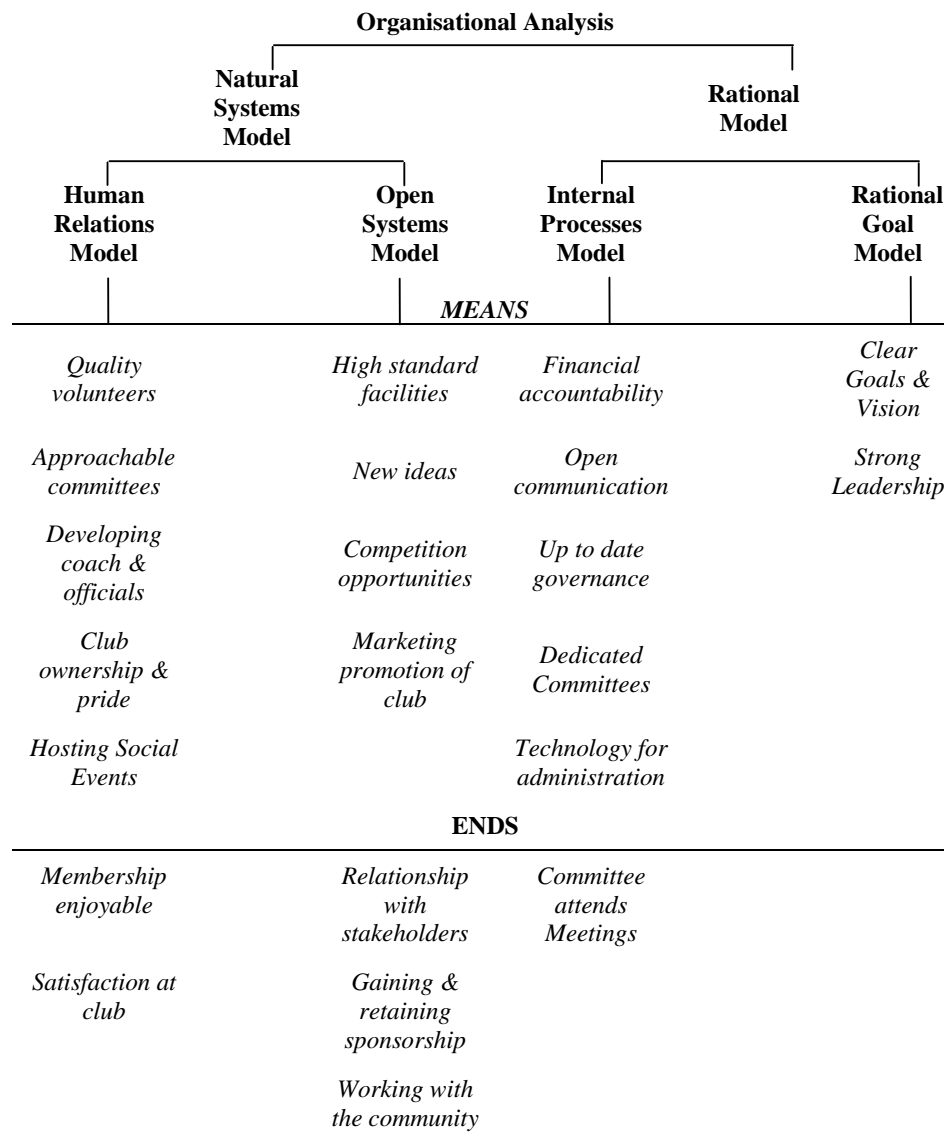 Organisational Analysis
Natural
Systems
Model
Rational
Model
Human
Relations
Model
Open
Systems
Model
Internal
Processes
Model
Rational
Goal
Model
MEANS
Quality
volunteers
High standard
facilities
Financial
accountability
Clear
Goals &
Vision
Approachable
committees
New ideas
Open
communication
Strong
Leadership
Developing
coach &
officials
Competition
opportunities
Up to date
governance
Club
ownership &
pride
Marketing
promotion of
club
Dedicated
Committees
Hosting Social
Events
Technology for
administration
ENDS
Membership
enjoyable
Relationship
with
stakeholders
Committee
attends
Meetings
Satisfaction at
club
Gaining &
retaining
sponsorship
Working with
the community